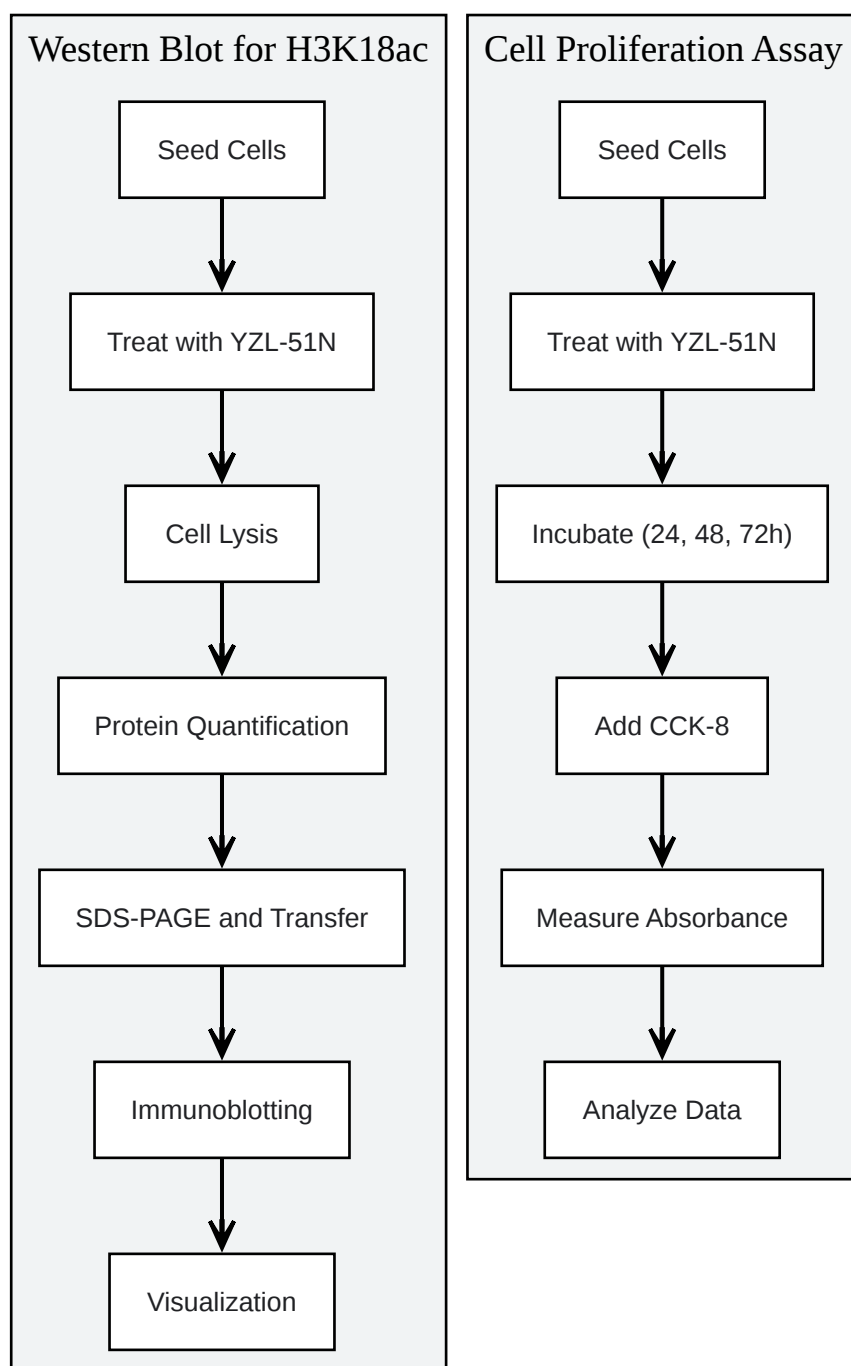 Western Blot for H3K18ac
Seed Cells
Treat with YZL-51N
Cell Lysis
Protein Quantification
SDS-PAGE and Transfer
Immunoblotting
Visualization
Cell Proliferation Assay
Seed Cells
Treat with YZL-51N
Incubate (24, 48, 72h)
Add CCK-8
Measure Absorbance
Analyze Data